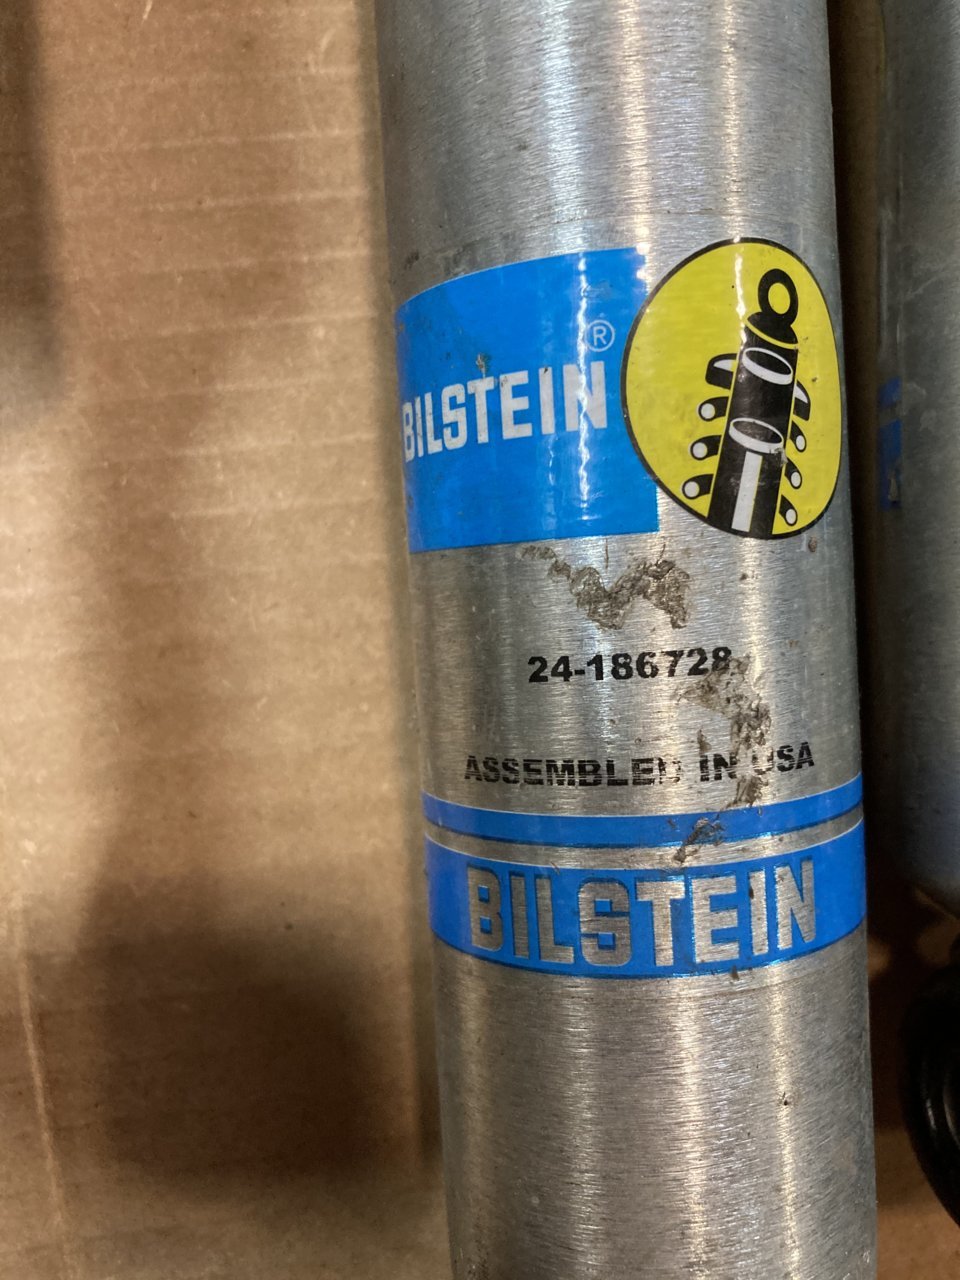 BILSTEIN®
24-186728
ASSEMBLED IN USA
BILSTEIN